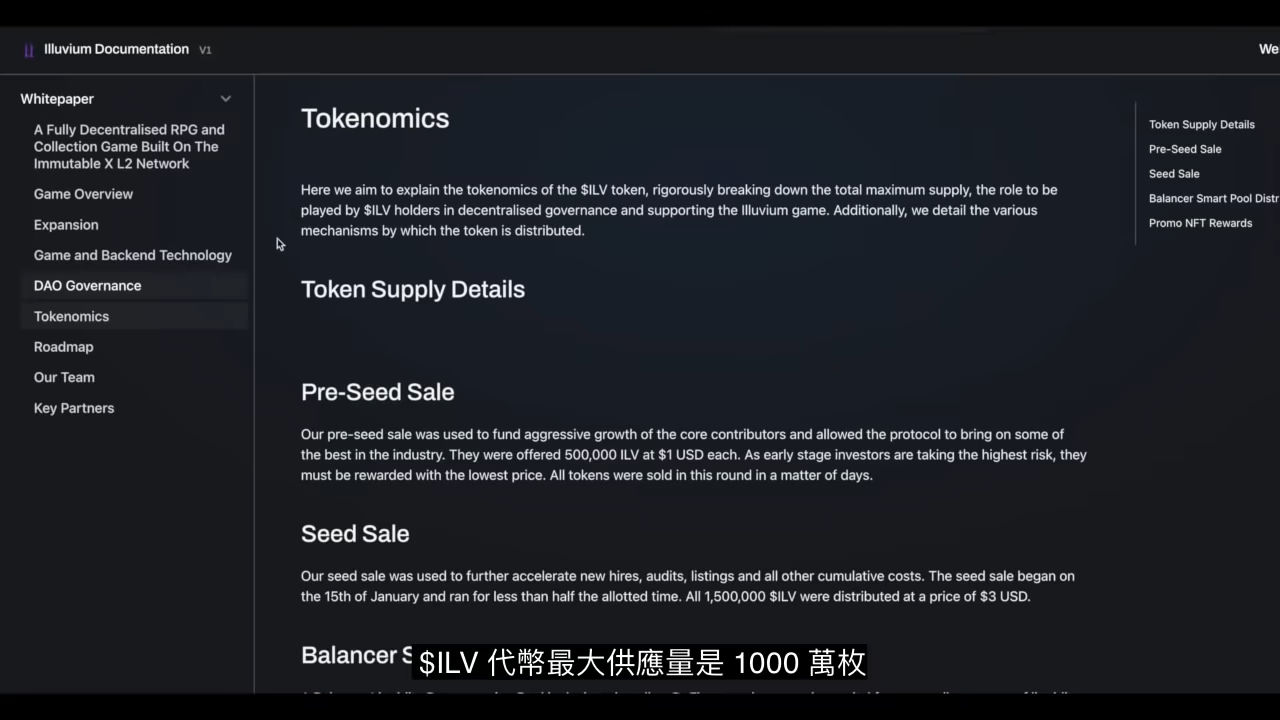 Illuvium Documentation V1
We
Whitepaper
A Fully Decentralised RPG and
Collection Game Built On The
Immutable X L2 Network
Game Overview
Expansion
Game and Backend Technology
DAO Governance
Tokenomics
Roadmap
Our Team
Key Partners
Tokenomics
Here we aim to explain the tokenomics of the $ILV token, rigorously breaking down the total maximum supply, the role to be
played by $ILV holders in decentralised governance and supporting the Illuvium game. Additionally, we detail the various
mechanisms by which the token is distributed.
Token Supply Details
Pre-Seed Sale
Our pre-seed sale was used to fund aggressive growth of the core contributors and allowed the protocol to bring on some of
the best in the industry. They were offered 500,000 ILV at $1 USD each. As early stage investors are taking the highest risk, they
must be rewarded with the lowest price. All tokens were sold in this round in a matter of days.
Seed Sale
Our seed sale was used to further accelerate new hires, audits, listings and all other cumulative costs. The seed sale began on
the 15th of January and ran for less than half the allotted time. All 1,500,000 $ILV were distributed at a price of $3 USD.
Balancer S
Token Supply Details
Pre-Seed Sale
Seed Sale
Balancer Smart Pool Distr
Promo NFT Rewards
$ILV 代幣最大供應量是 1000 萬枚